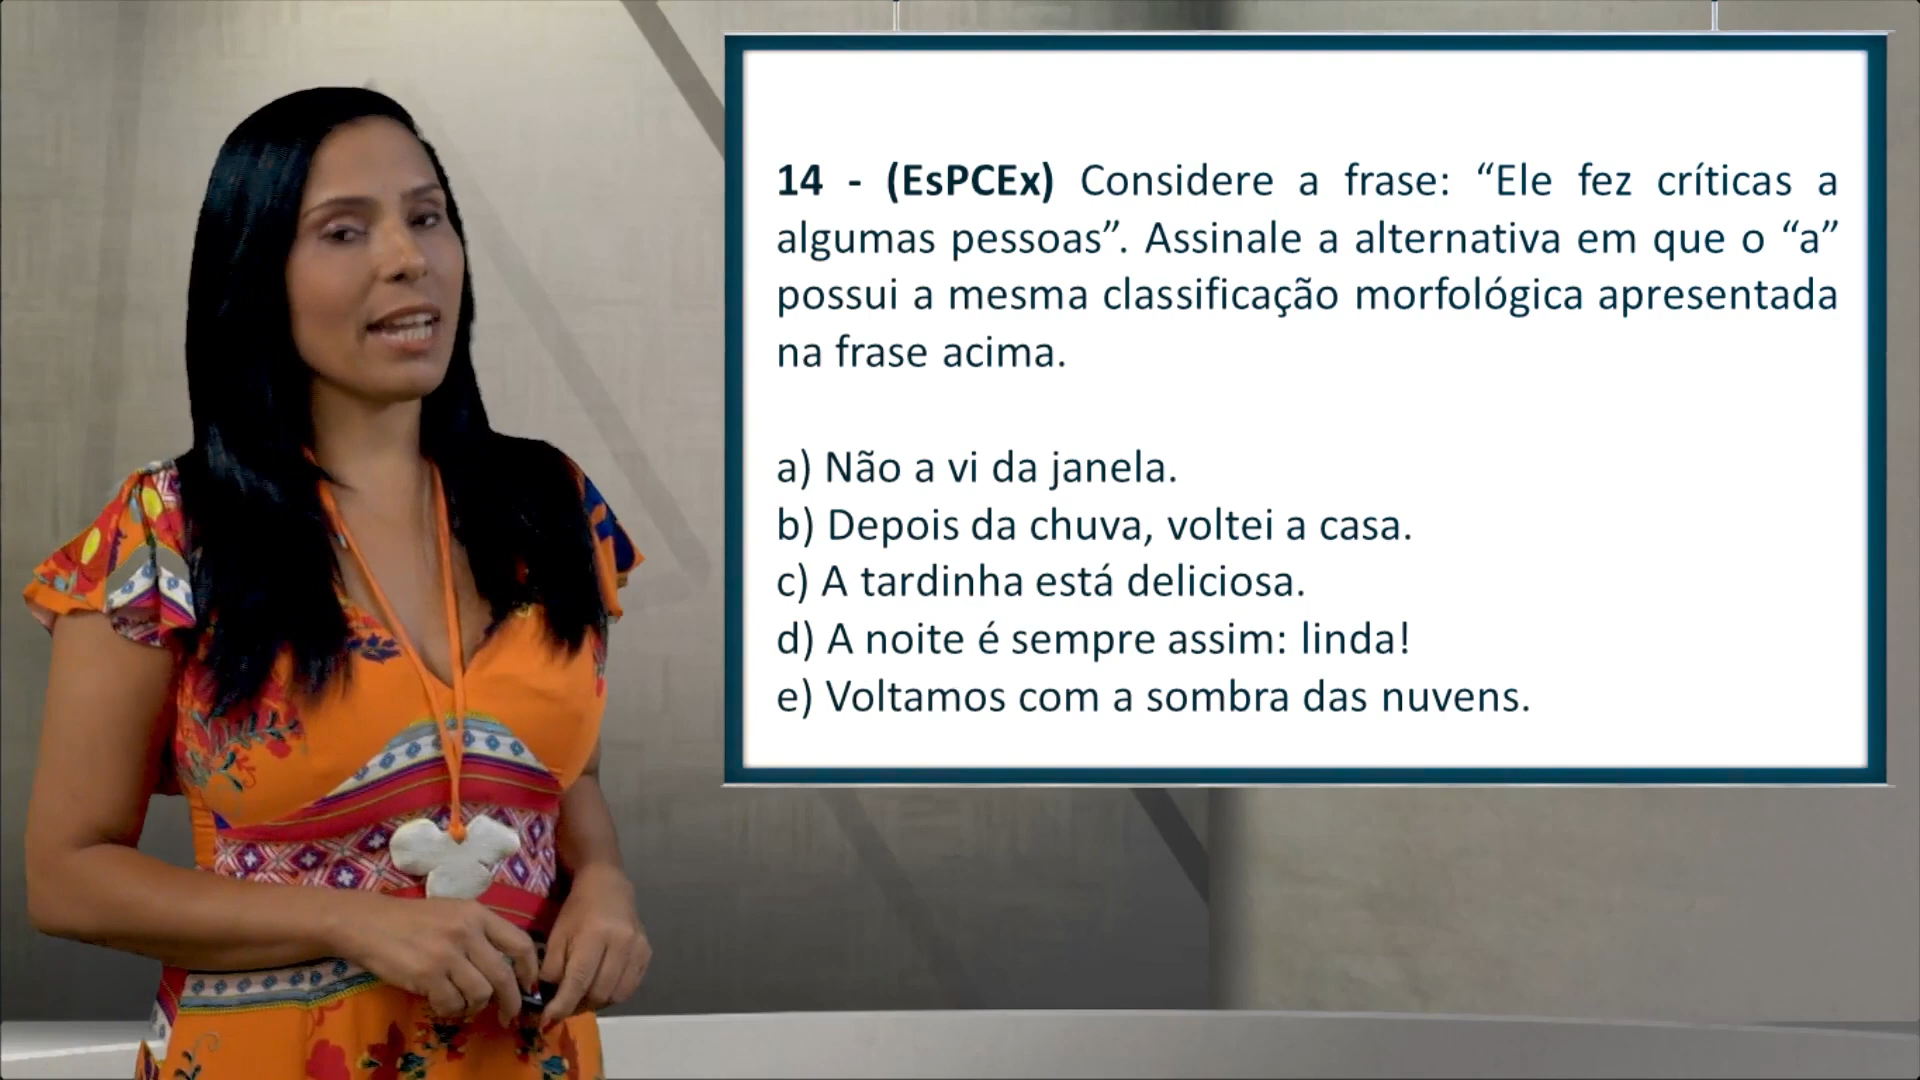 14 - (EsPCEx) Considere a frase: “Ele fez críticas a
algumas pessoas”. Assinale a alternativa em que o “a”
possui a mesma classificação morfológica apresentada
na frase acima.
a) Não a vi da janela.
b) Depois da chuva, voltei a casa.
c) A tardinha está deliciosa.
d) A noite é sempre assim: linda!
e) Voltamos com a sombra das nuvens.